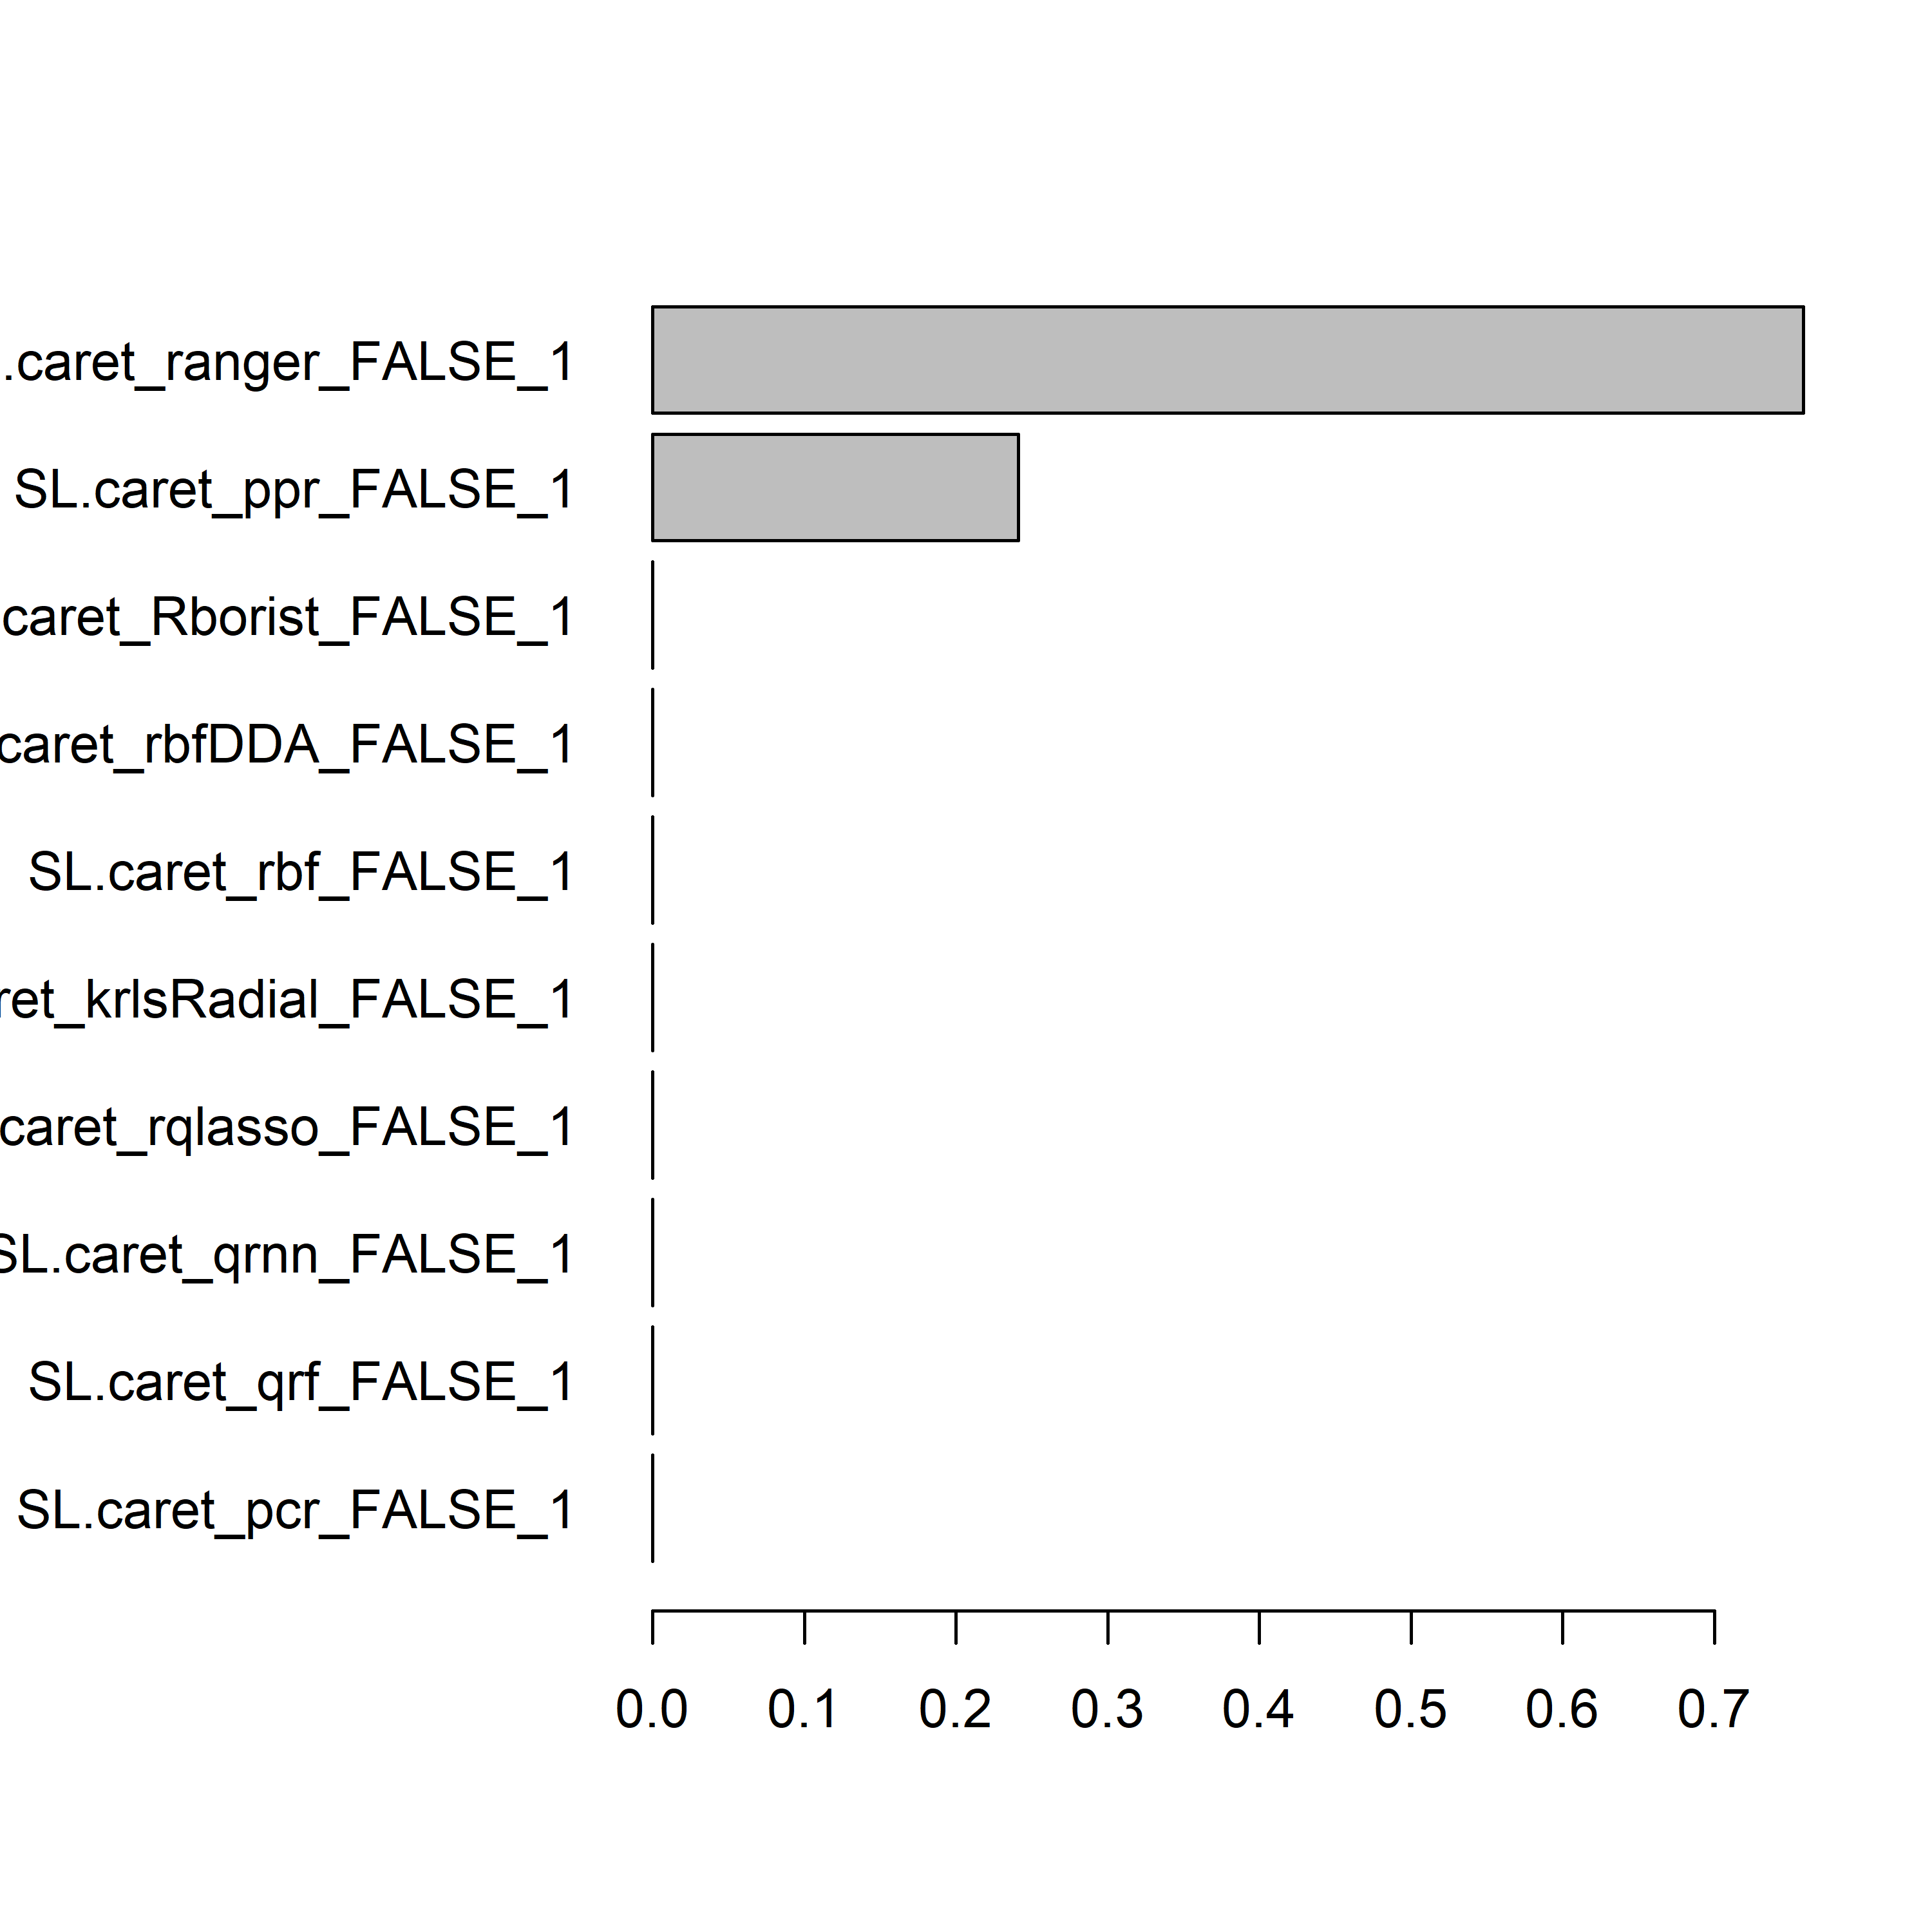 .caret_ranger_FALSE_1
SL.caret_ppr_FALSE_1
caret_Rborist_FALSE_1
caret_rbfDDA_FALSE_1
SL.caret_rbf_FALSE_1
ret_krlsRadial_FALSE_1
caret_rqlasso_FALSE_1
SL.caret_qrnn_FALSE_1
SL.caret_qrf_FALSE_1
SL.caret_pcr_FALSE_1
0.0 0.1 0.2 0.3 0.4 0.5 0.6 0.7